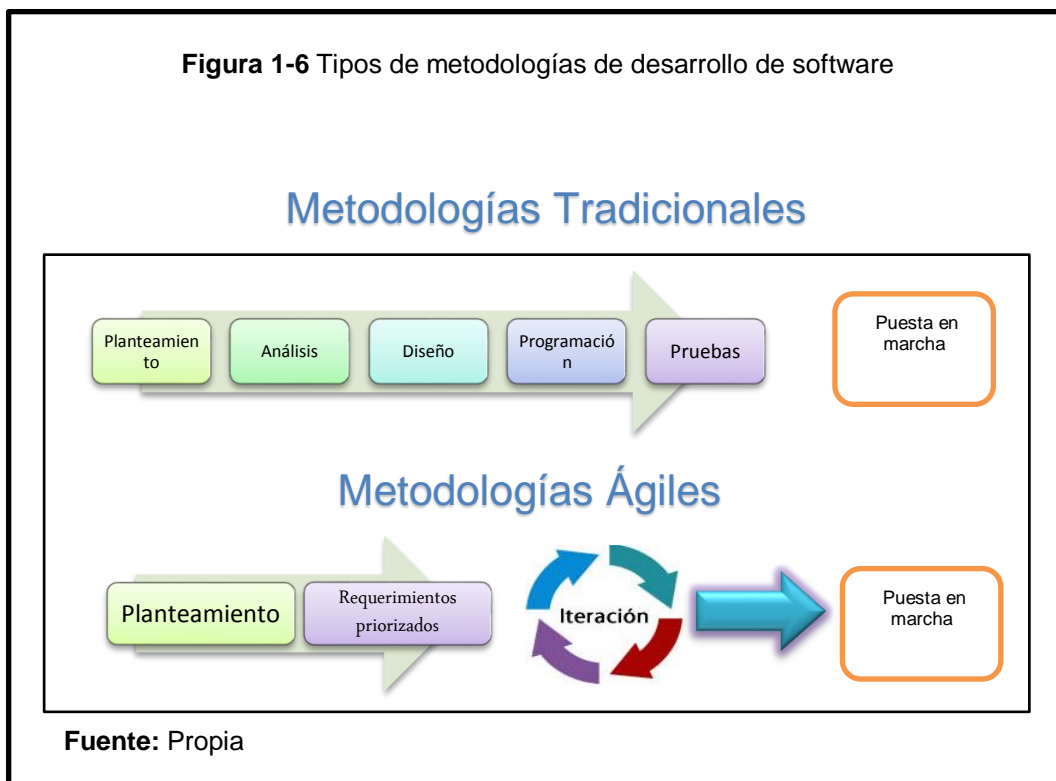 Figura 1-6 Tipos de metodologías de desarrollo de software
Metodologías Tradicionales
Planteamien
to
Análisis
Diseño
Programació
n
Pruebas
Puesta en
marcha
Metodologías Ágiles
Planteamiento
Requerimientos
priorizados
Iteración
Puesta en
marcha
Fuente: Propia